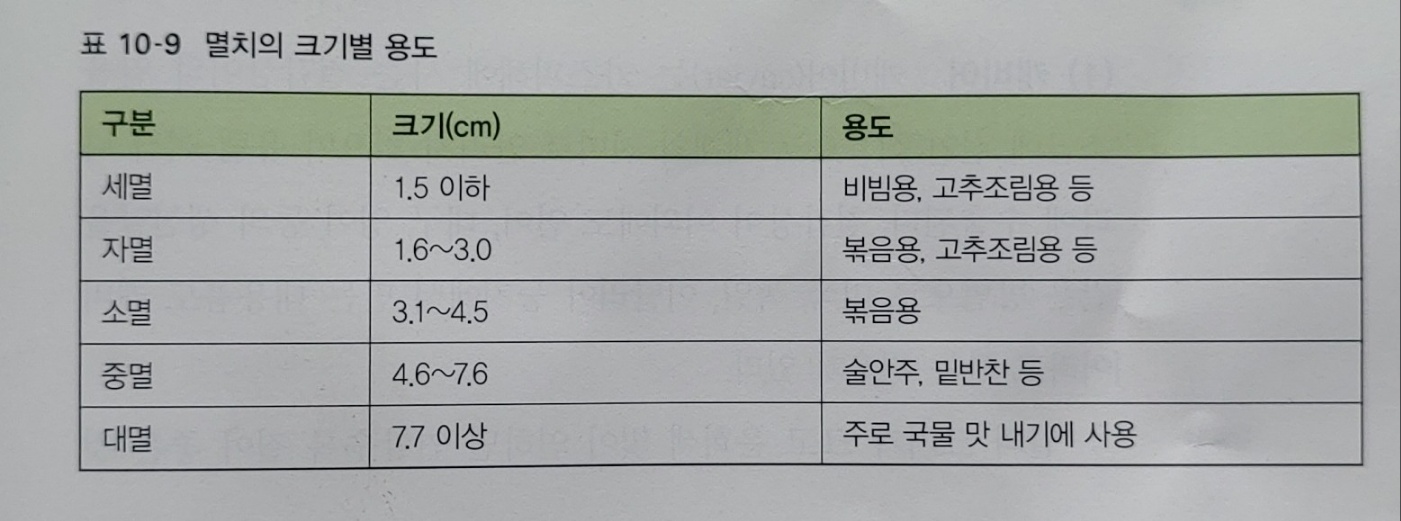 표 10-9 멸치의 크기별 용도
구분 크기(cm) 용도
세멸 1.5 이하 비빔용, 고추조림용 등
자멸 1.6~3.0 볶음용, 고추조림용 등
소멸 3.1~4.5 볶음용
중멸 4.6~7.6 술안주, 밑반찬 등
대멸 7.7 이상 주로 국물 맛 내기에 사용